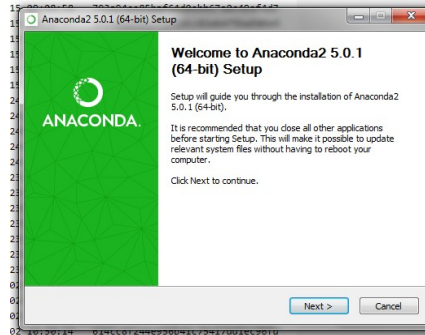 Anaconda2 5.0.1 (64-bit) Setup
ANACONDA.
Welcome to Anaconda2 5.0.1
(64-bit) Setup
Setup will guide you through the installation of Anaconda2
5.0.1 (64-bit).
It is recommended that you close all other applications
before starting Setup. This will make it possible to update
relevant system files without having to reboot your
computer.
Click Next to continue.
Next >
Cancel